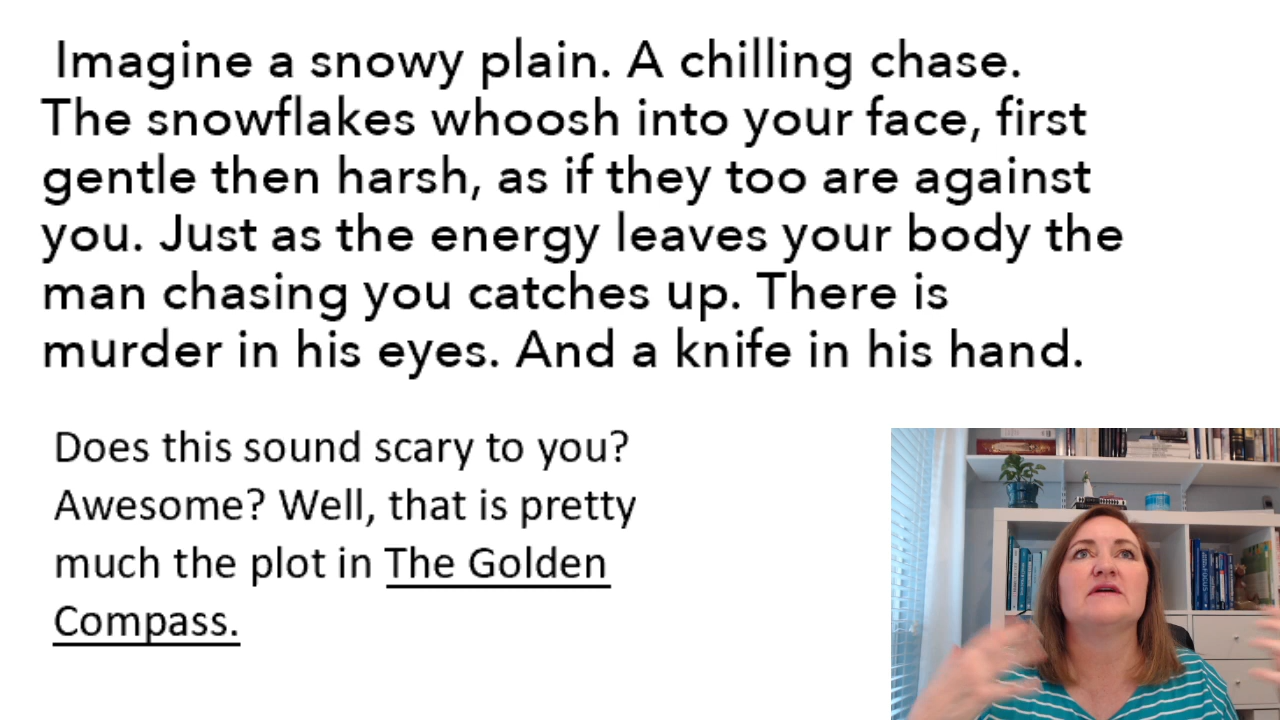 Imagine a snowy plain. A chilling chase.
The snowflakes whoosh into your face, first
gentle then harsh, as if they too are against
you. Just as the energy leaves your body the
man chasing you catches up. There is
murder in his eyes. And a knife in his hand.
Does this sound scary to you?
Awesome? Well, that is pretty
much the plot in The Golden
Compass.